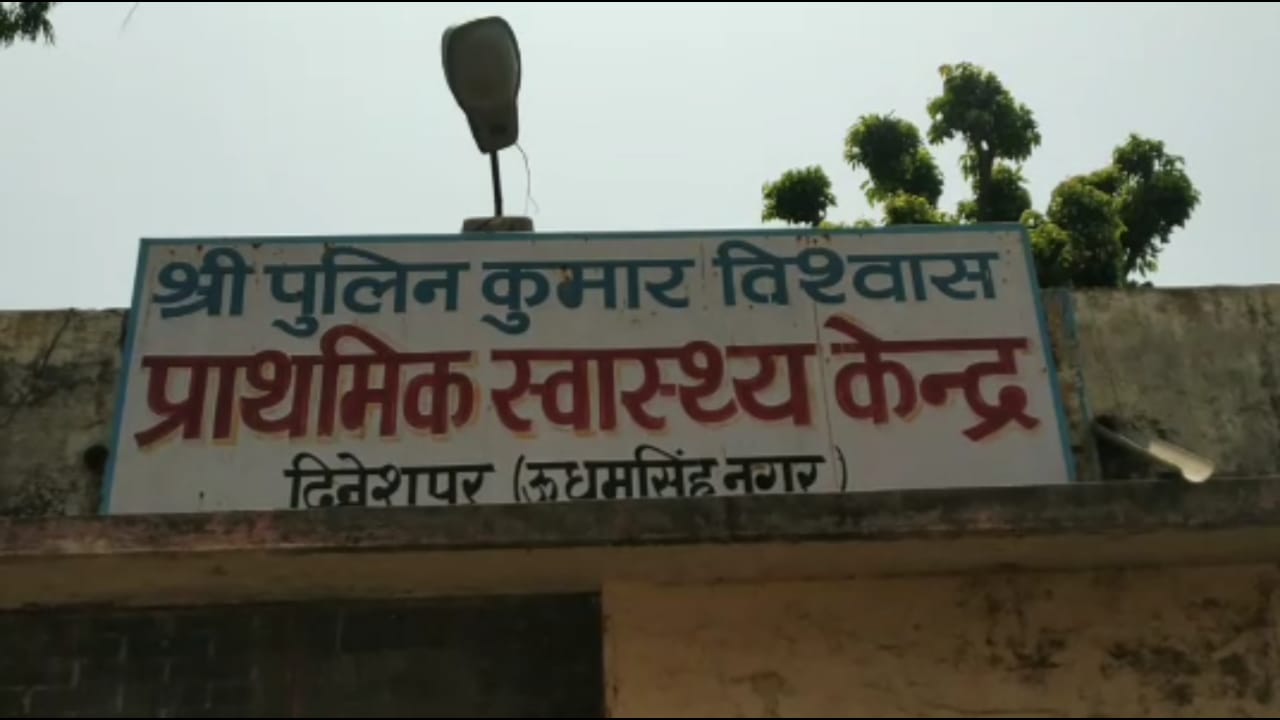 श्री पुलिन कुमार विश्वास
प्राथमिक स्वास्थ्य केन्द्र
दिनेशपुर (ऊधमसिंह नगर)